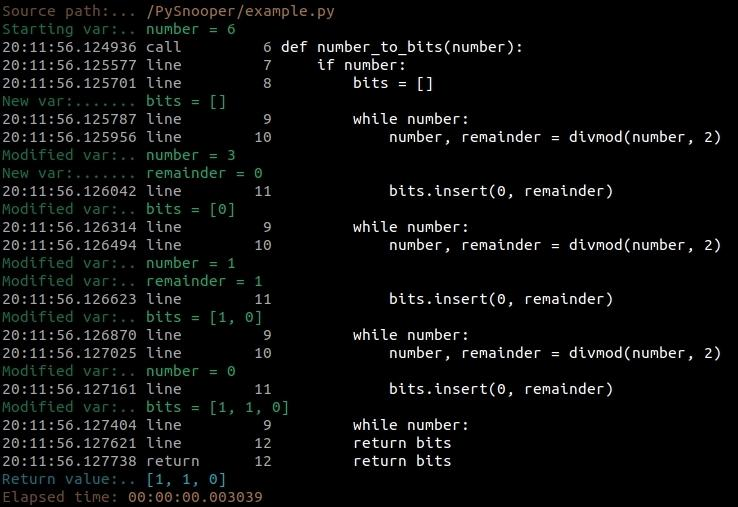 Source path:... /PySnooper/example.py
Starting var:.. number = 6
20:11:56.124936 call         6 def number_to_bits(number):
20:11:56.125577 line         7     if number:
20:11:56.125701 line         8         bits = []
New var:....... bits = []
20:11:56.125787 line         9         while number:
20:11:56.125956 line        10             number, remainder = divmod(number, 2)
Modified var:.. number = 3
New var:....... remainder = 0
20:11:56.126042 line        11             bits.insert(0, remainder)
Modified var:.. bits = [0]
20:11:56.126314 line         9         while number:
20:11:56.126494 line        10             number, remainder = divmod(number, 2)
Modified var:.. number = 1
Modified var:.. remainder = 1
20:11:56.126623 line        11             bits.insert(0, remainder)
Modified var:.. bits = [1, 0]
20:11:56.126870 line         9         while number:
20:11:56.127025 line        10             number, remainder = divmod(number, 2)
Modified var:.. number = 0
20:11:56.127161 line        11             bits.insert(0, remainder)
Modified var:.. bits = [1, 1, 0]
20:11:56.127404 line         9         while number:
20:11:56.127621 line        12         return bits
20:11:56.127738 return      12         return bits
Return value:.. [1, 1, 0]
Elapsed time: 00:00:00.003039